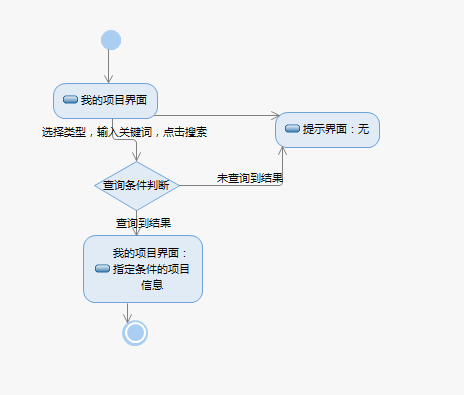 我的项目界面
提示界面：无
选择类型，输入关键词，点击搜索
查询条件判断
未查询到结果
查询到结果
我的项目界面：
指定条件的项目
信息